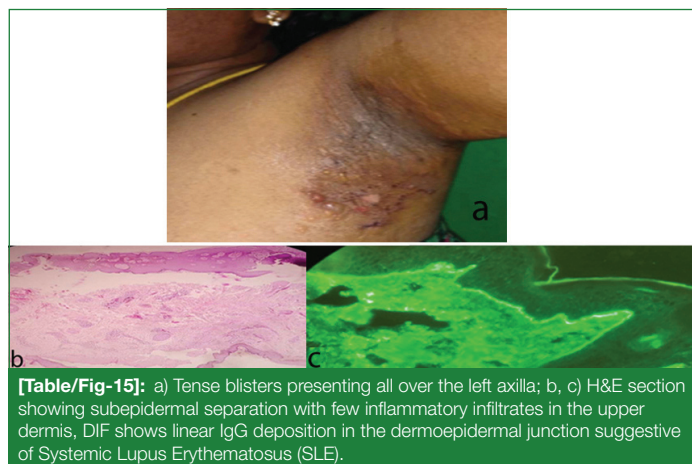 a
b
c
[Table/Fig-15]: a) Tense blisters presenting all over the left axilla; b, c) H&E section
showing subepidermal separation with few inflammatory infiltrates in the upper
dermis, DIF shows linear IgG deposition in the dermoepidermal junction suggestive
of Systemic Lupus Erythematosus (SLE).